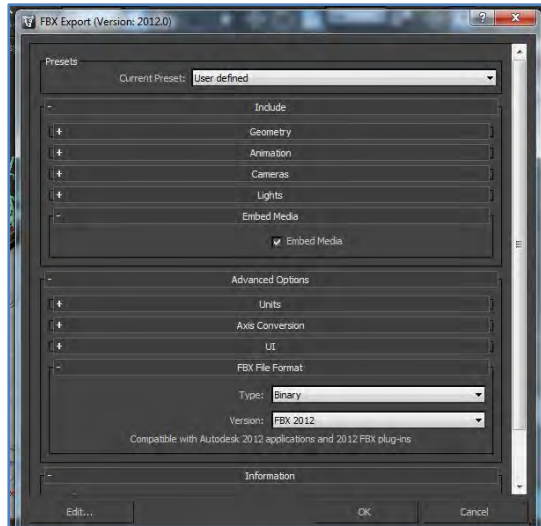 FBX Export (Version: 2012.0)
Presets
Current Preset: User defined
- Include
+ Geometry
+ Animation
+ Cameras
+ Lights
- Embed Media
Embed Media
- Advanced Options
+ Units
+ Axis Conversion
+ UI
- FBX File Format
Type: Binary
Version: FBX 2012
Compatible with Autodesk 2012 applications and 2012 FBX plug-ins
- Information
Edit... OK Cancel